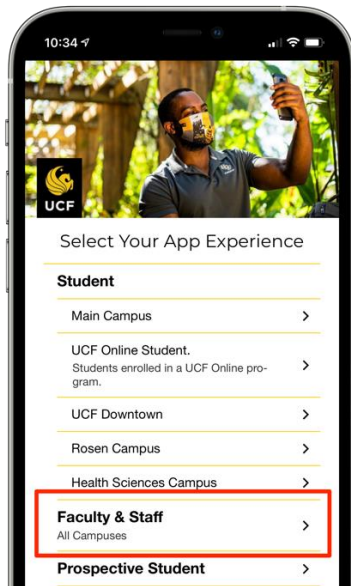 10:34
UCF
Select Your App Experience
Student
Main Campus
UCF Online Student.
Students enrolled in a UCF Online pro-
gram.
UCF Downtown
Rosen Campus
Health Sciences Campus
Faculty & Staff
All Campuses
Prospective Student